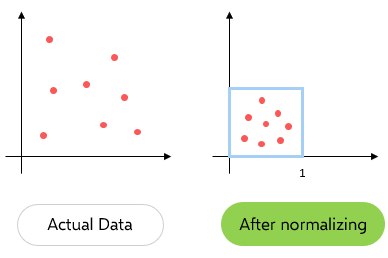 1
Actual Data
After normalizing